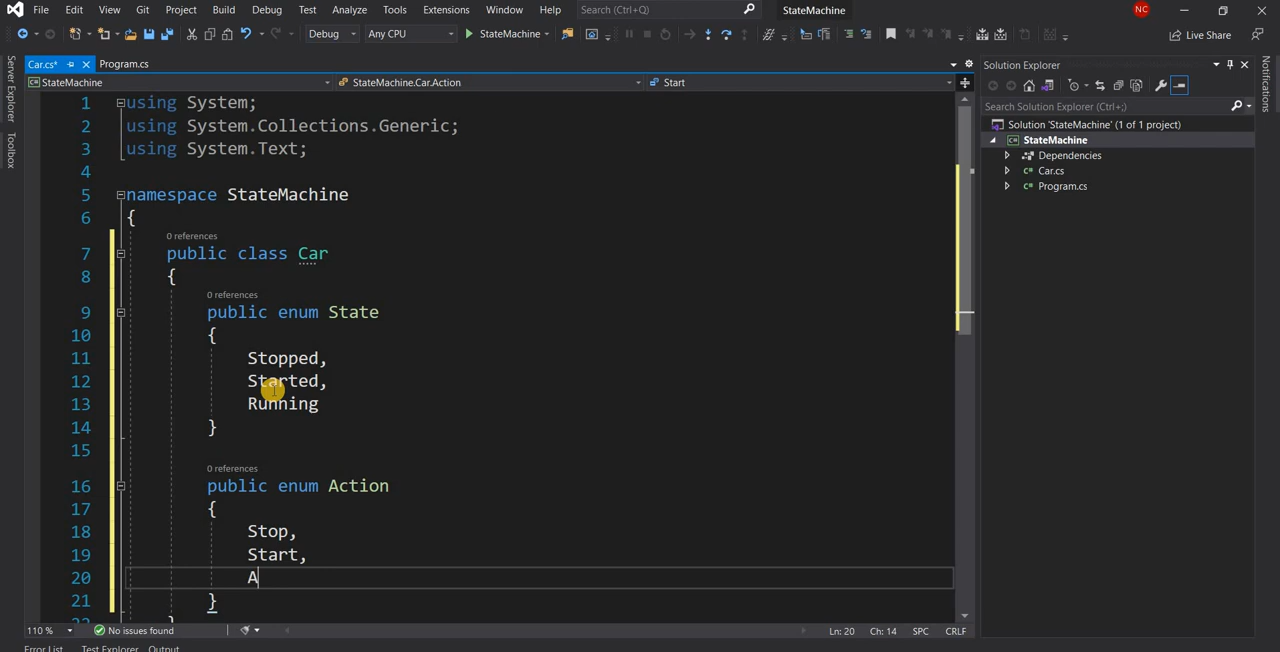 File Edit View Git Project Build Debug Test Analyze Tools Extensions Window Help Search (Ctrl+Q) StateMachine NC
Debug Any CPU StateMachine Live Share
Car.cs* Program.cs
StateMachine StateMachine.Car.Action Start
Server Explorer
Toolbox
1 using System;
2 using System.Collections.Generic;
3 using System.Text;
4
5 namespace StateMachine
6 {
0 references
7 public class Car
8 {
0 references
9 public enum State
10 {
11 Stopped,
12 Started,
13 Running
14 }
15
0 references
16 public enum Action
17 {
18 Stop,
19 Start,
20 A
21 }
110 % No issues found Ln: 20 Ch: 14 SPC CRLF
Error List Test Explorer Output
Solution Explorer
Search Solution Explorer (Ctrl+;)
Solution 'StateMachine' (1 of 1 project)
StateMachine
Dependencies
Car.cs
Program.cs
Notifications